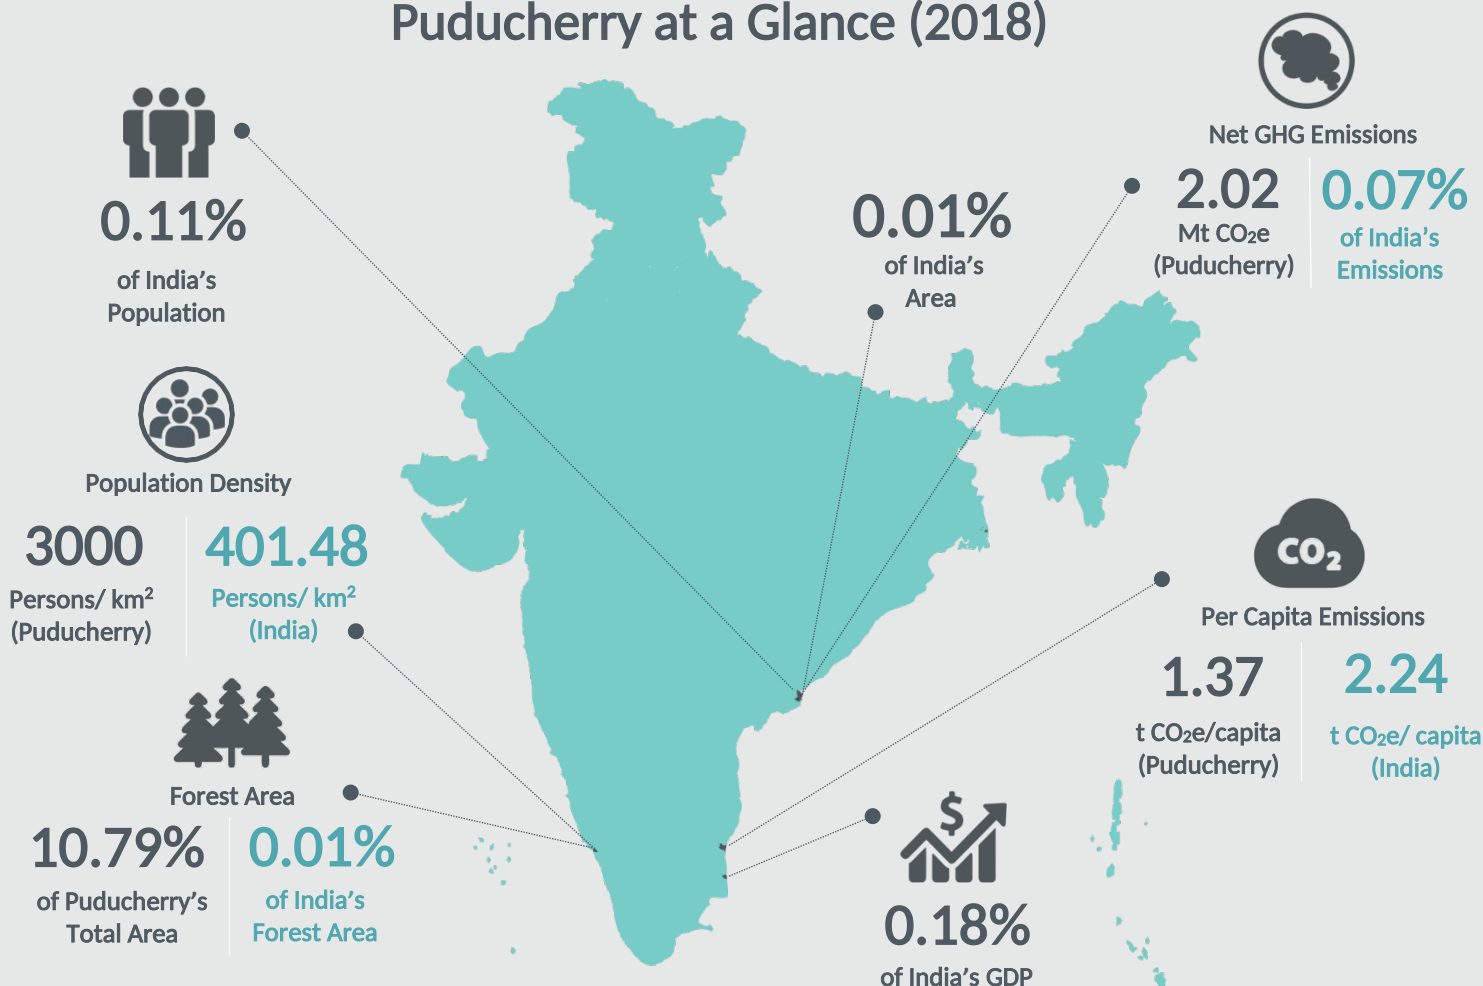 Puducherry at a Glance (2018)
0.11%
of India's
Population
Population Density
3000
Persons/ km²
(Puducherry)
401.48
Persons/ km²
(India)
Forest Area
10.79%
of Puducherry's
Total Area
0.01%
of India's
Forest Area
0.01%
of India's
Area
Net GHG Emissions
2.02
Mt CO₂e
(Puducherry)
0.07%
of India's
Emissions
CO₂
Per Capita Emissions
1.37
t CO₂e/capita
(Puducherry)
2.24
t CO₂e/ capita
(India)
$
0.18%
of India's GDP